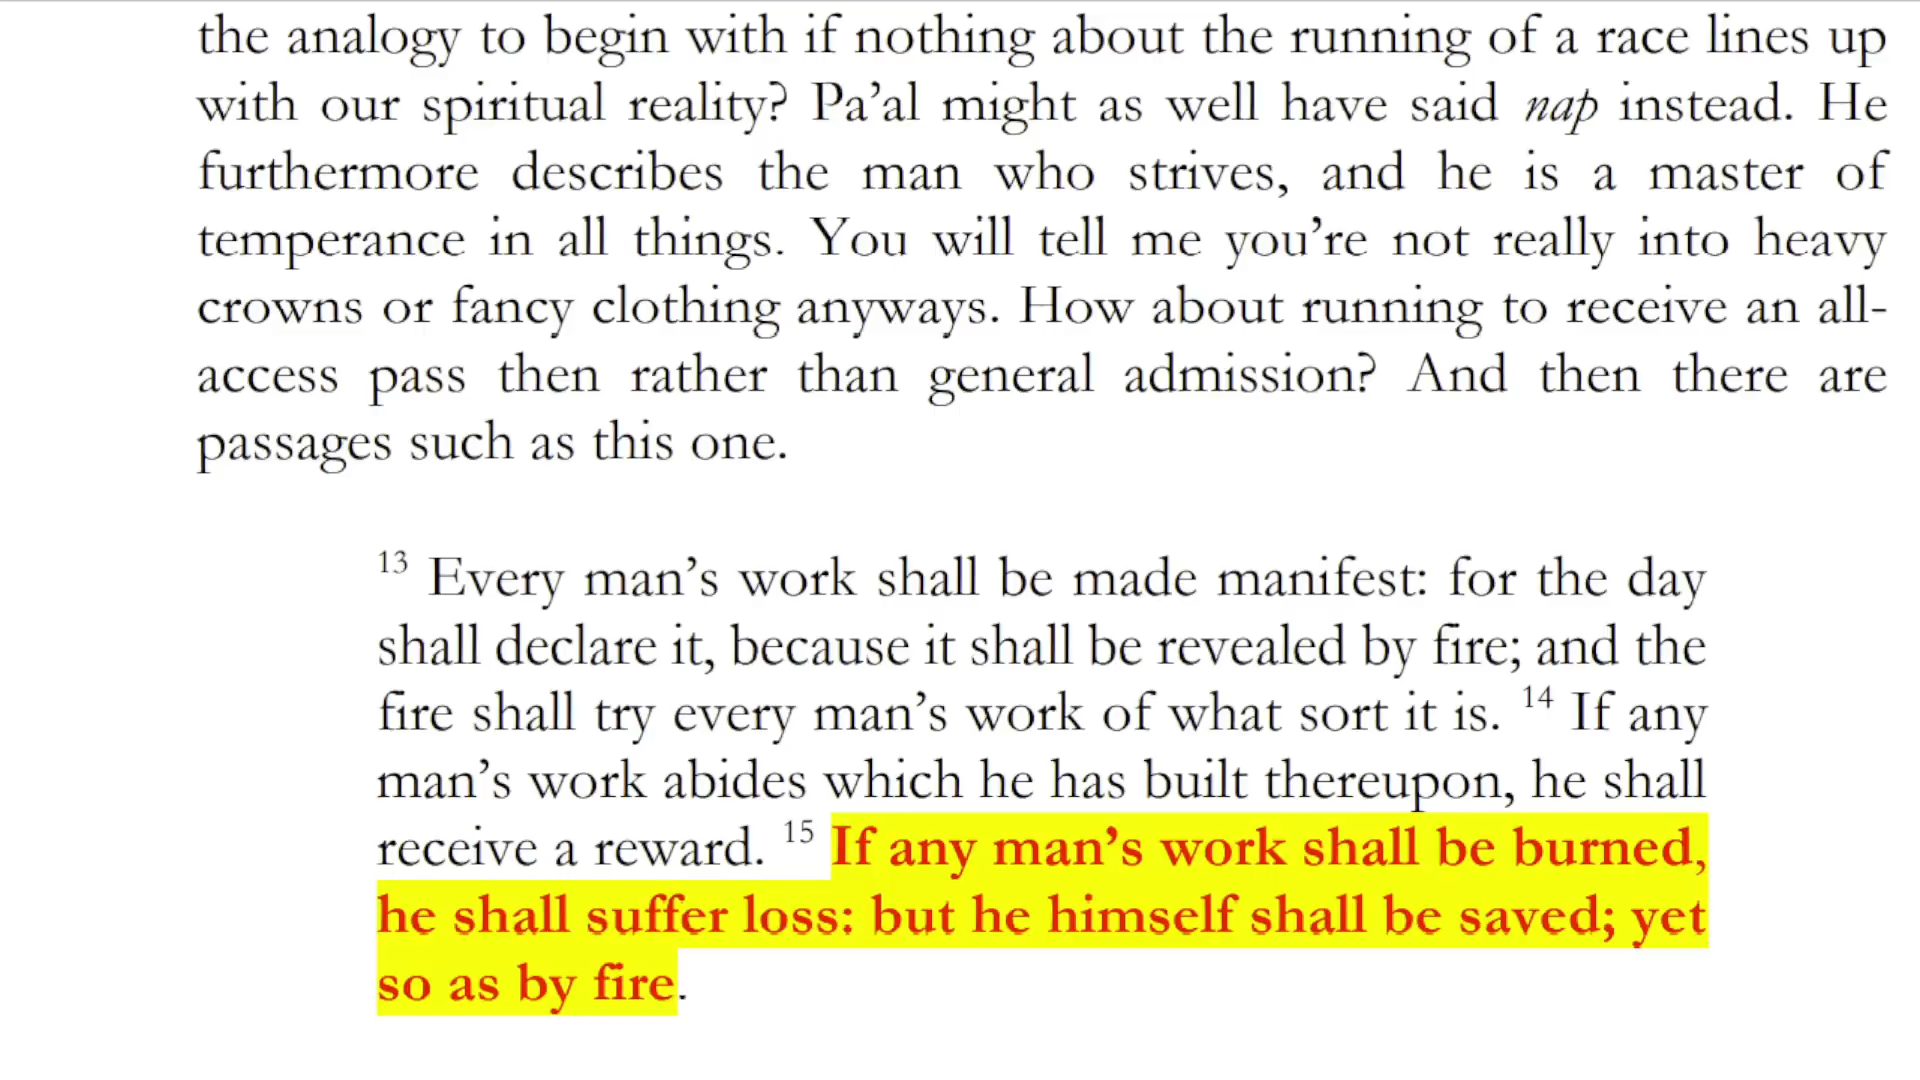 the analogy to begin with if nothing about the running of a race lines up
with our spiritual reality? Pa’al might as well have said nap instead. He
furthermore describes the man who strives, and he is a master of
temperance in all things. You will tell me you’re not really into heavy
crowns or fancy clothing anyways. How about running to receive an all-
access pass then rather than general admission? And then there are
passages such as this one.
13 Every man’s work shall be made manifest: for the day
shall declare it, because it shall be revealed by fire; and the
fire shall try every man’s work of what sort it is. 14 If any
man’s work abides which he has built thereupon, he shall
receive a reward. 15 If any man’s work shall be burned,
he shall suffer loss: but he himself shall be saved; yet
so as by fire.